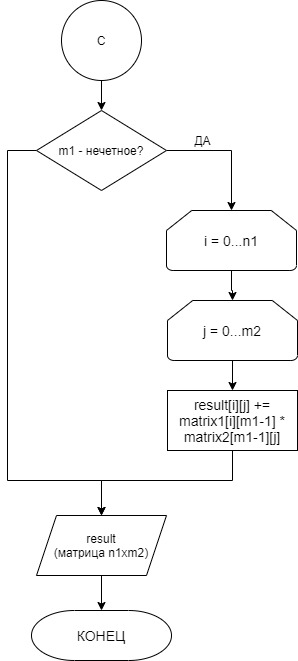 С
m1 - нечетное?
ДА
i = 0...n1
j = 0...m2
result[i][j] +=
matrix1[i][m1-1] *
matrix2[m1-1][j]
result
(матрица n1xm2)
КОНЕЦ